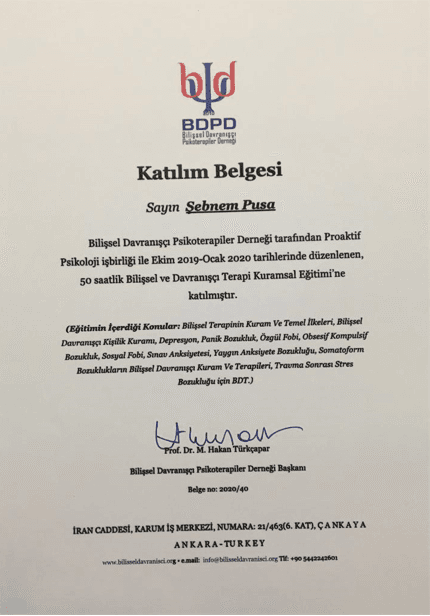 bd
BDPD
Bilişsel Davranışçı
Psikoterapiler Derneği
Katılım Belgesi
Sayın Şebnem Pusa
Bilişsel Davranışçı Psikoterapiler Derneği tarafından Proaktif
Psikoloji işbirliği ile Ekim 2019-Ocak 2020 tarihlerinde düzenlenen,
50 saatlik Bilişsel ve Davranışçı Terapi Kuramsal Eğitimi'ne
katılmıştır.
(Eğitimin İçerdiği Konular: Bilişsel Terapinin Kuram Ve Temel İlkeleri, Bilişsel
Davranışçı Kişilik Kuramı, Depresyon, Panik Bozukluk, Özgül Fobi, Obsesif Kompulsif
Bozukluk, Sosyal Fobi, Sınav Anksiyetesi, Yaygın Anksiyete Bozukluğu, Somatoform
Bozuklukların Bilişsel Davranışçı Kuram Ve Terapileri, Travma Sonrası Stres
Bozukluğu için BDT.)
Prof. Dr. M. Hakan Türkçapar
Bilişsel Davranışçı Psikoterapiler Derneği Başkanı
Belge no: 2020/40
İRAN CADDESİ, KARUM İŞ MERKEZİ, NUMARA: 21/463(6. KAT), ÇANKAYA
ANKARA-TURKEY
www.bilisseldavranisci.org • e.mail: info@bilisseldavranisci.org Tlf: +90 5442242601